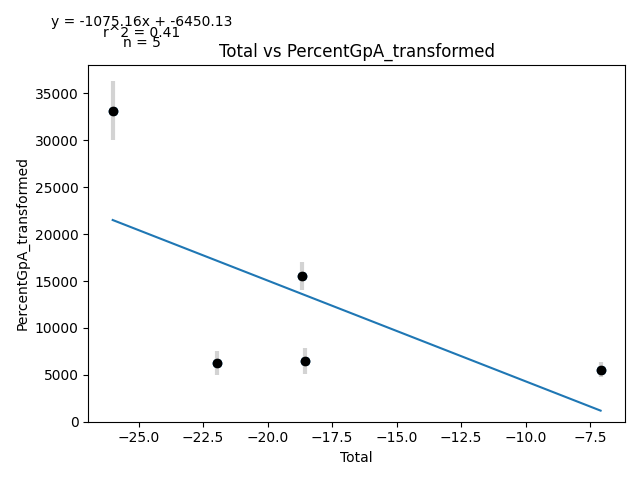 y = -1075.16x + -6450.13
r^2 = 0.41
n = 5
Total vs PercentGpA_transformed
35000
30000
25000
20000
15000
10000
5000
0
PercentGpA_transformed
−25.0 −22.5 −20.0 −17.5 −15.0 −12.5 −10.0 −7.5
Total